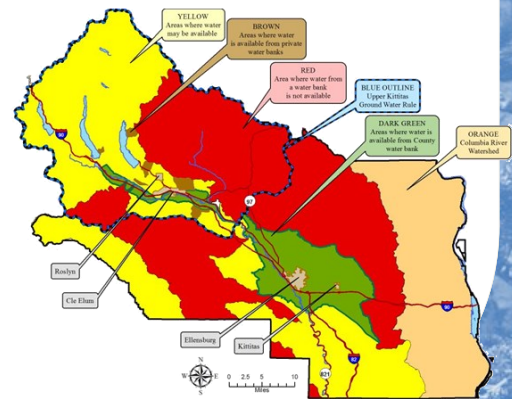 YELLOW
Areas where water
may be available
BROWN
Areas where water
is available from private
water banks
RED
Area where water from
a water bank
is not available
BLUE OUTLINE
Upper Kittitas
Ground Water Rule
DARK GREEN
Areas where water is
available from County
water bank
ORANGE
Columbia River
Watershed
90
97
Roslyn
Cle Elum
Ellensburg
Kittitas
90
82
821
N
W
E
S
0 2.5 5 10
Miles